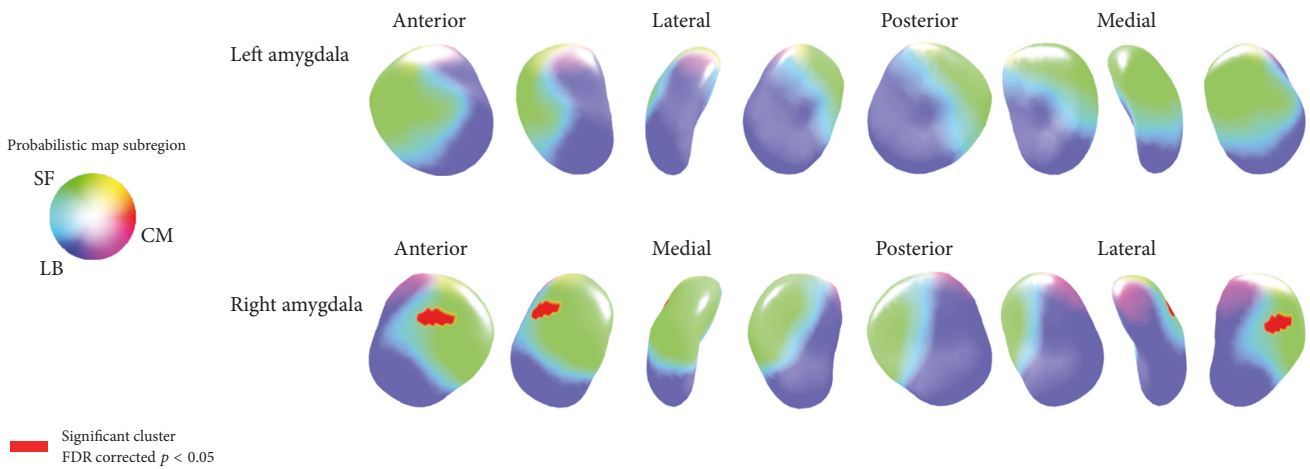 Anterior Lateral Posterior Medial
Left amygdala
Probabilistic map subregion
SF
CM
LB
Anterior Medial Posterior Lateral
Right amygdala
Significant cluster
FDR corrected p < 0.05